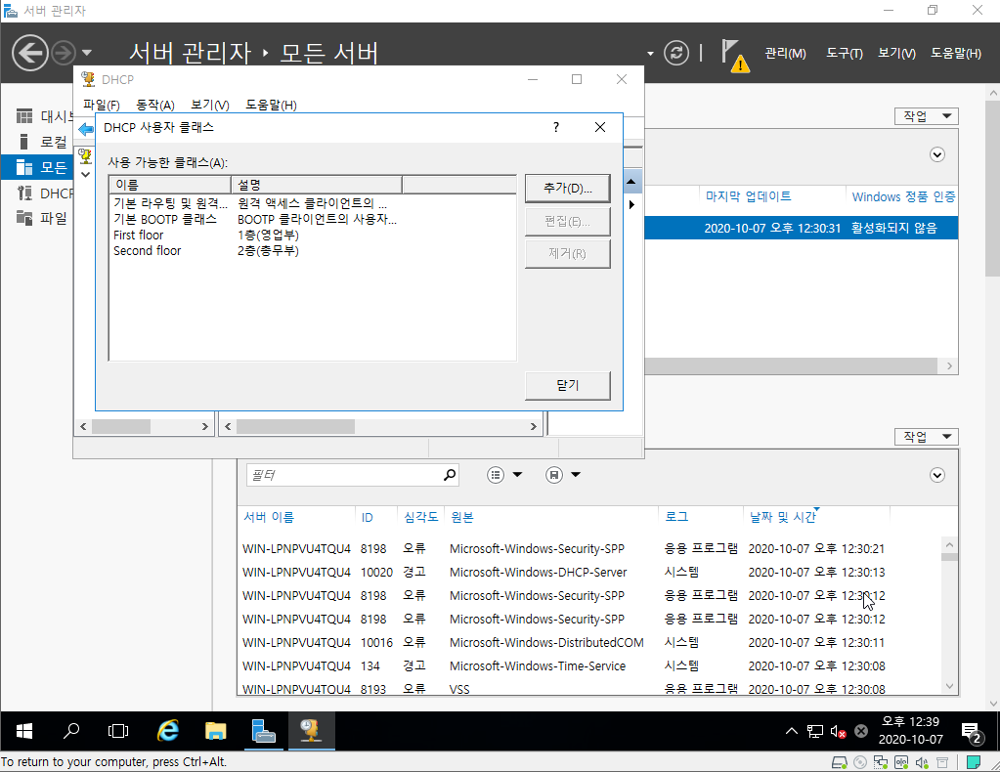 서버 관리자
서버 관리자 ‣ 모든 서버
관리(M) 도구(T) 보기(V) 도움말(H)
DHCP
파일(F) 동작(A) 보기(V) 도움말(H)
대시
로컬
모든
DHCP
파일
DHCP 사용자 클래스
?
사용 가능한 클래스(A):
이름 설명
기본 라우팅 및 원격... 원격 액세스 클라이언트의 ...
기본 BOOTP 클래스 BOOTP 클라이언트의 사용자...
First floor 1층(영업부)
Second floor 2층(총무부)
추가(D)...
편집(E)...
제거(R)
닫기
작업
마지막 업데이트 Windows 정품 인증
2020-10-07 오후 12:30:31 활성화되지 않음
작업
필터
서버 이름 ID 심각도 원본 로그 날짜 및 시간
WIN-LPNPVU4TQU4 8198 오류 Microsoft-Windows-Security-SPP 응용 프로그램 2020-10-07 오후 12:30:21
WIN-LPNPVU4TQU4 10020 경고 Microsoft-Windows-DHCP-Server 시스템 2020-10-07 오후 12:30:13
WIN-LPNPVU4TQU4 8198 오류 Microsoft-Windows-Security-SPP 응용 프로그램 2020-10-07 오후 12:30:12
WIN-LPNPVU4TQU4 8198 오류 Microsoft-Windows-Security-SPP 응용 프로그램 2020-10-07 오후 12:30:12
WIN-LPNPVU4TQU4 10016 오류 Microsoft-Windows-DistributedCOM 시스템 2020-10-07 오후 12:30:11
WIN-LPNPVU4TQU4 134 경고 Microsoft-Windows-Time-Service 시스템 2020-10-07 오후 12:30:08
WIN-LPNPVU4TQU4 8193 오류 VSS 응용 프로그램 2020-10-07 오후 12:30:08
오후 12:39
2020-10-07
2
To return to your computer, press Ctrl+Alt.